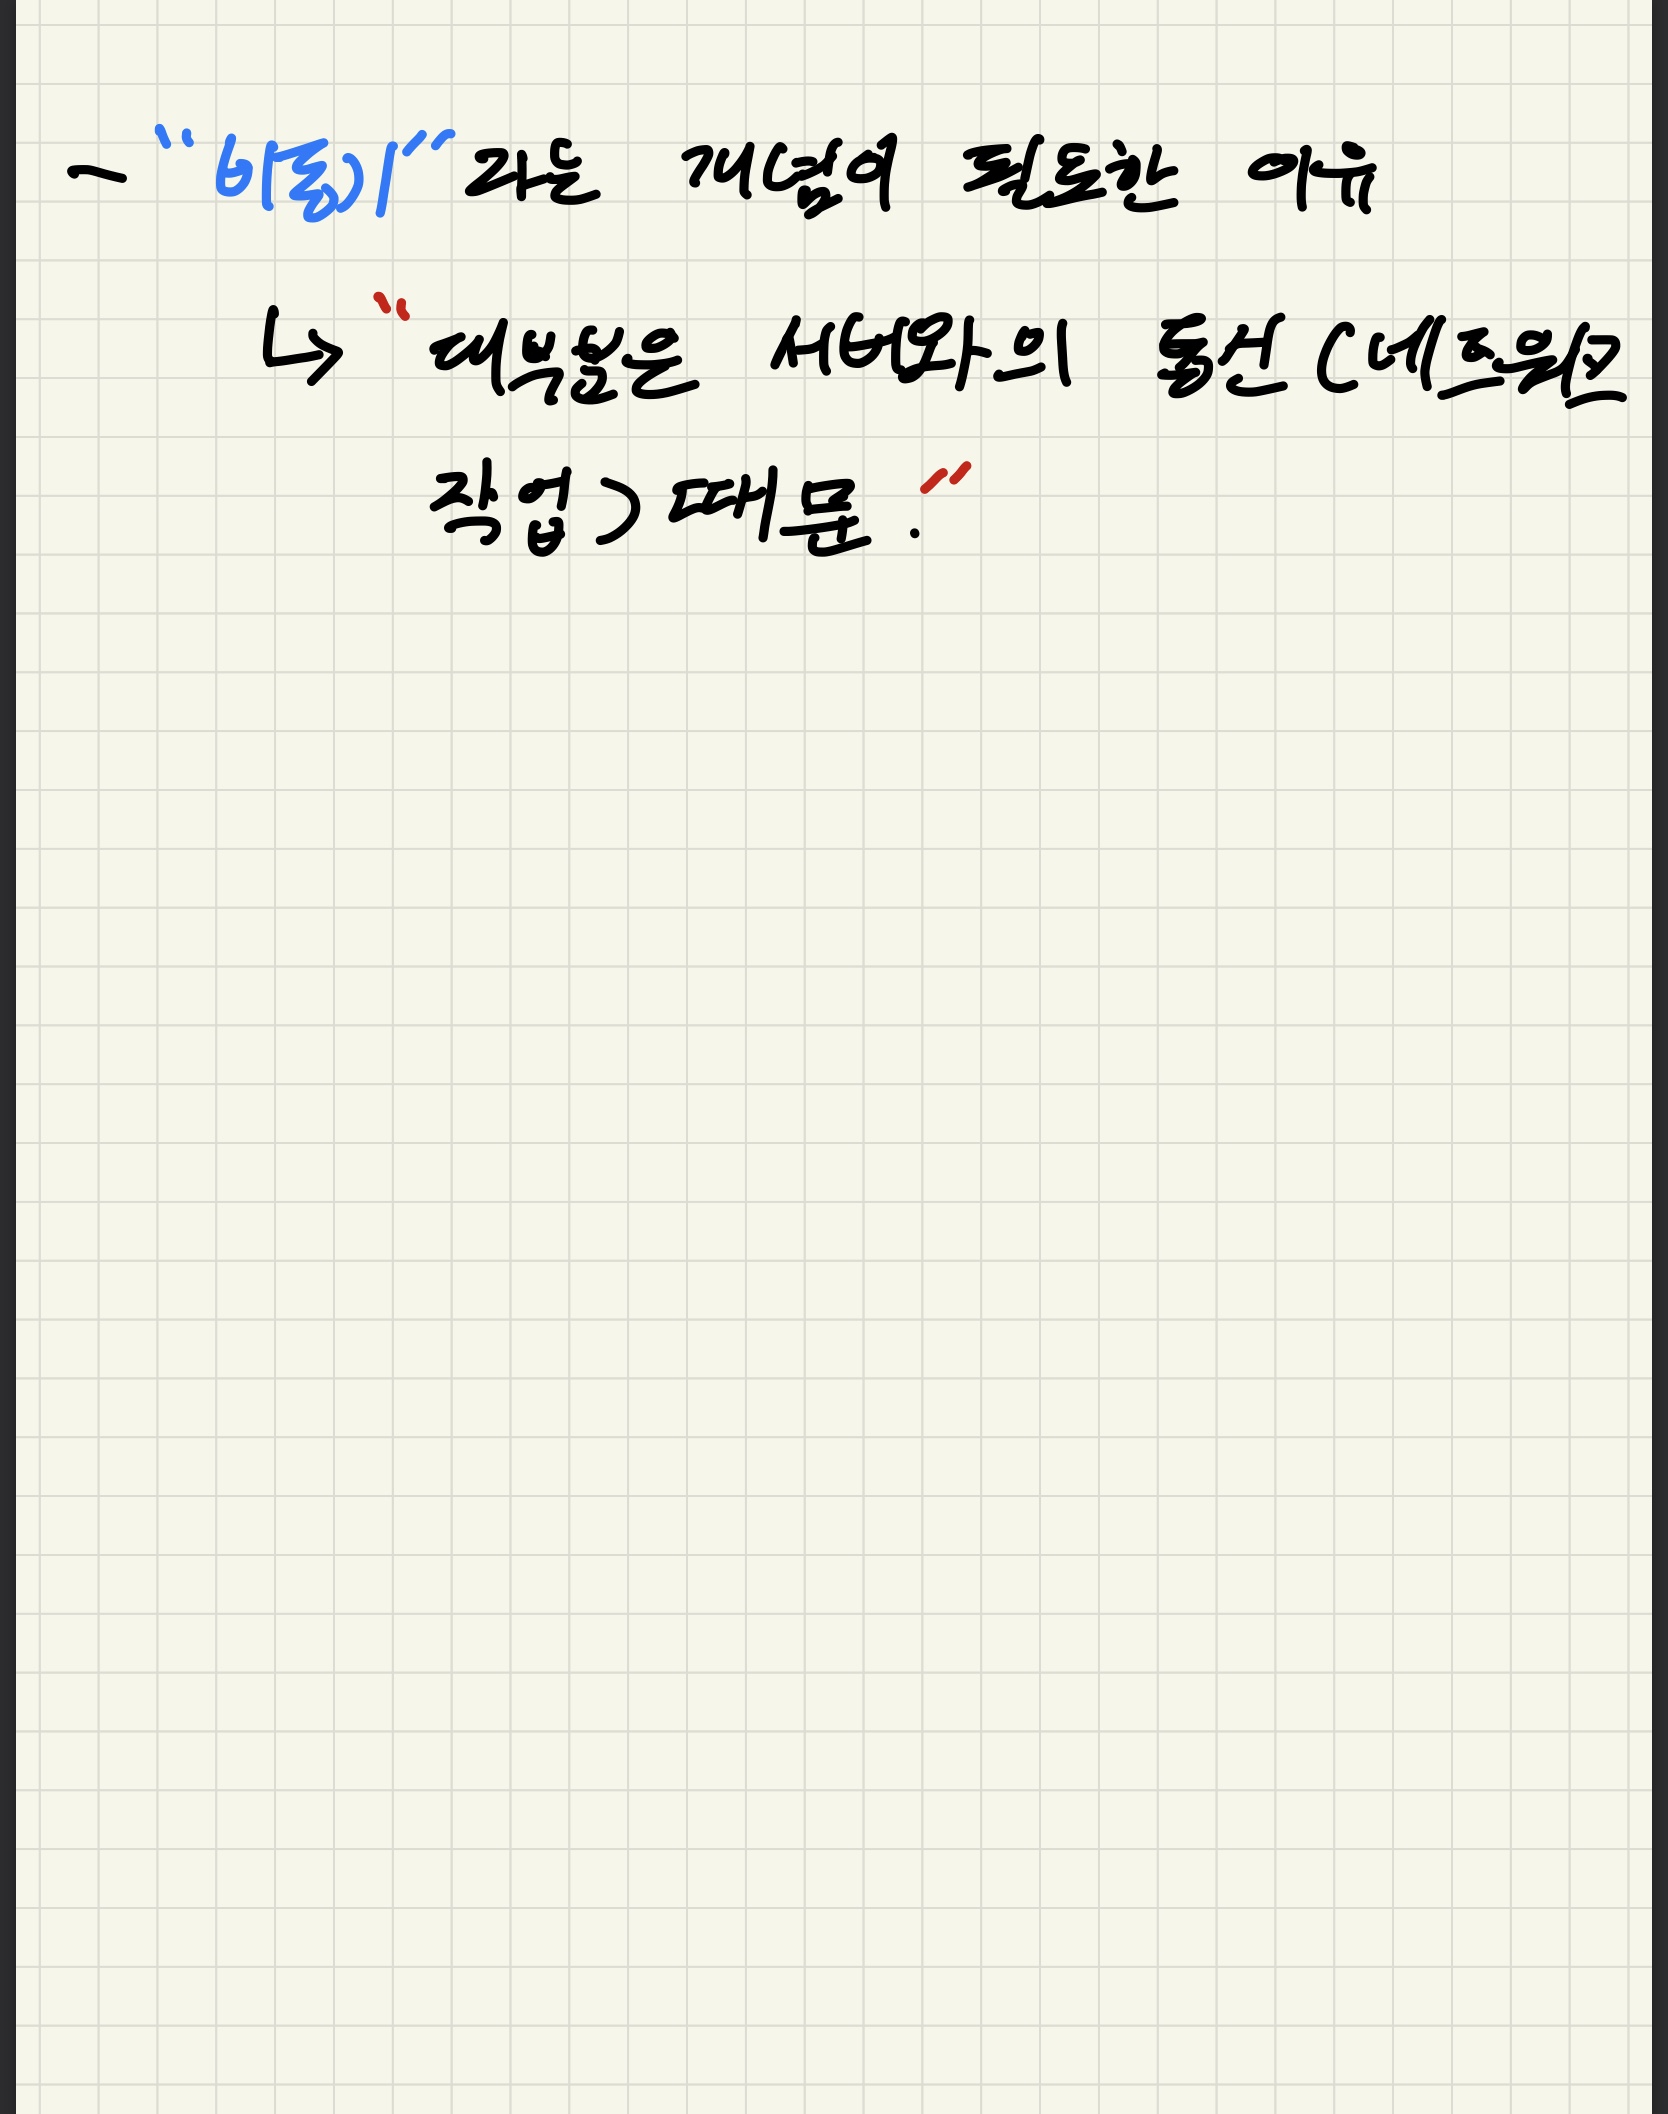 - "비동기"라는 개념이 필요한 이유
↳ "대부분은 서버와의 통신 (네트워크
작업) 때문."